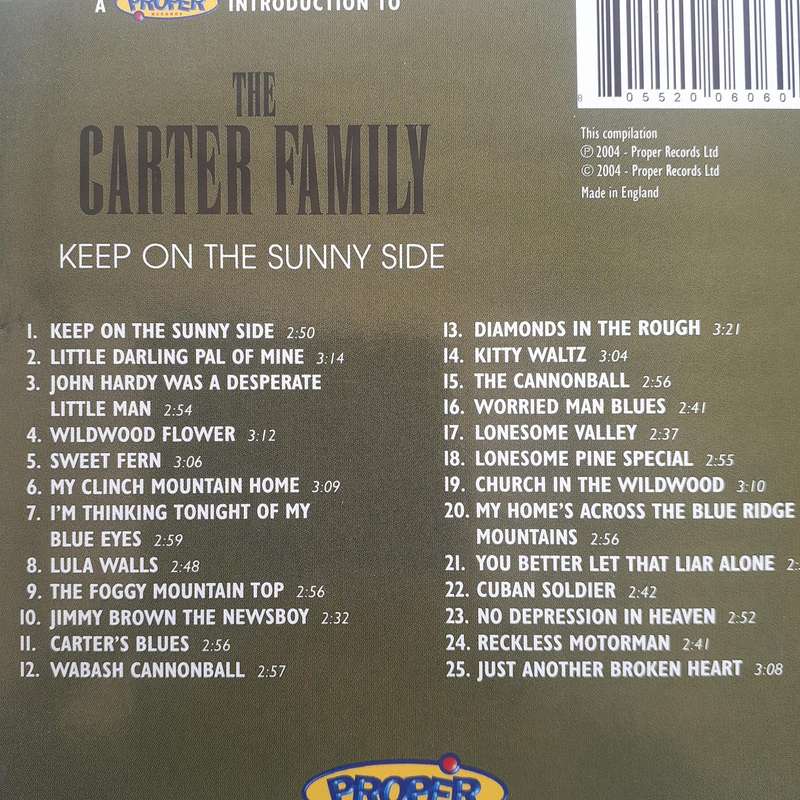 A PROPER INTRODUCTION TO
RECORDS
THE
CARTER FAMILY
KEEP ON THE SUNNY SIDE
8 05520 06060
This compilation
℗ 2004 - Proper Records Ltd
© 2004 - Proper Records Ltd
Made in England
1. KEEP ON THE SUNNY SIDE 2:50
2. LITTLE DARLING PAL OF MINE 3:14
3. JOHN HARDY WAS A DESPERATE
LITTLE MAN 2:54
4. WILDWOOD FLOWER 3:12
5. SWEET FERN 3:06
6. MY CLINCH MOUNTAIN HOME 3:09
7. I'M THINKING TONIGHT OF MY
BLUE EYES 2:59
8. LULA WALLS 2:48
9. THE FOGGY MOUNTAIN TOP 2:56
10. JIMMY BROWN THE NEWSBOY 2:32
11. CARTER'S BLUES 2:56
12. WABASH CANNONBALL 2:57
13. DIAMONDS IN THE ROUGH 3:21
14. KITTY WALTZ 3:04
15. THE CANNONBALL 2:56
16. WORRIED MAN BLUES 2:41
17. LONESOME VALLEY 2:37
18. LONESOME PINE SPECIAL 2:55
19. CHURCH IN THE WILDWOOD 3:10
20. MY HOME'S ACROSS THE BLUE RIDGE
MOUNTAINS 2:56
21. YOU BETTER LET THAT LIAR ALONE
22. CUBAN SOLDIER 2:42
23. NO DEPRESSION IN HEAVEN 2:52
24. RECKLESS MOTORMAN 2:41
25. JUST ANOTHER BROKEN HEART 3:08
PROPER